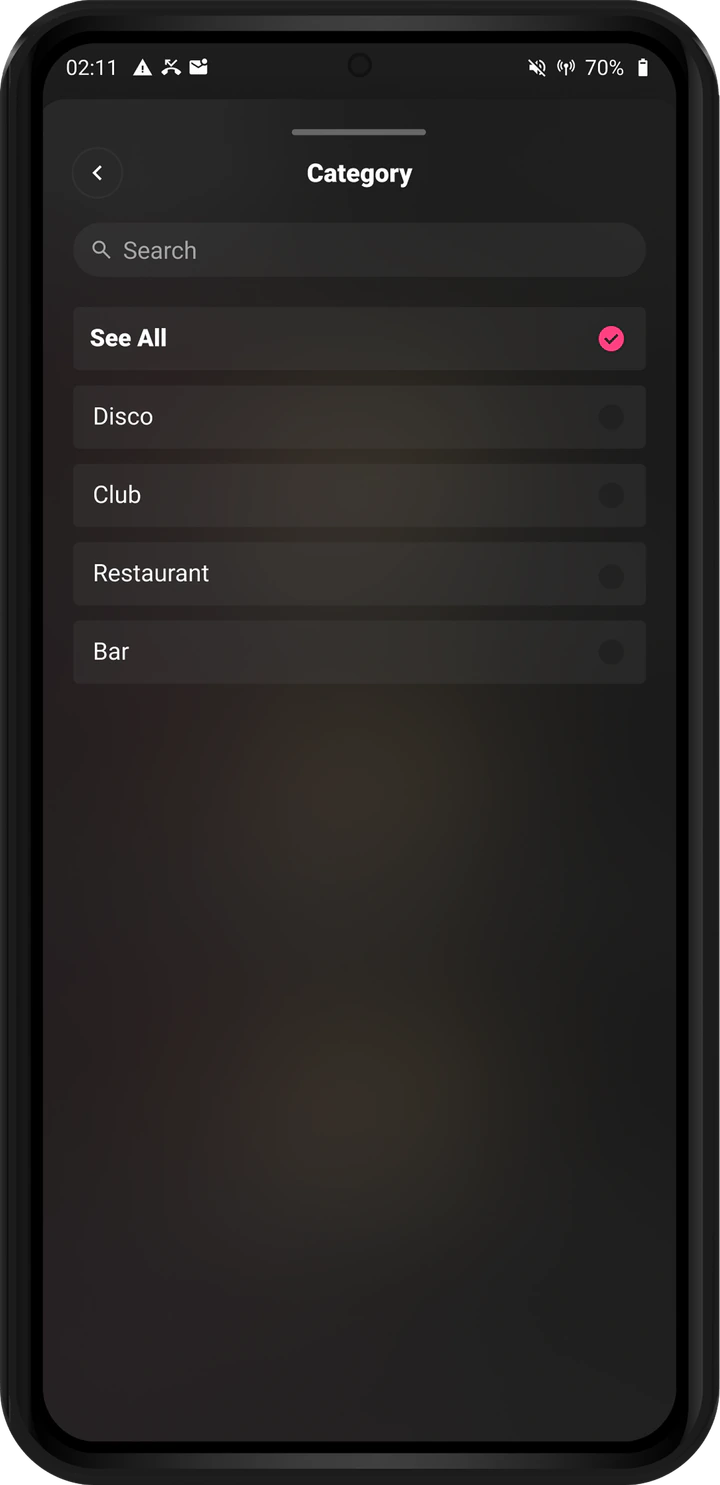 02:11 70%
Category
Search
See All
Disco
Club
Restaurant
Bar